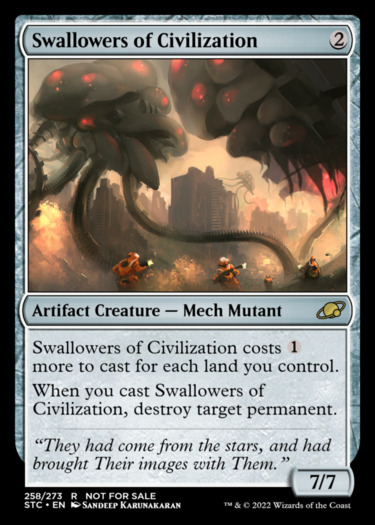 Swallowers of Civilization 2
Artifact Creature — Mech Mutant
Swallowers of Civilization costs 1
more to cast for each land you control.
When you cast Swallowers of
Civilization, destroy target permanent.
“They had come from the stars, and had
brought Their images with Them.”
7/7
258/273 R NOT FOR SALE
STC • EN Sandeep Karunakaran
™ & © 2022 Wizards of the Coast